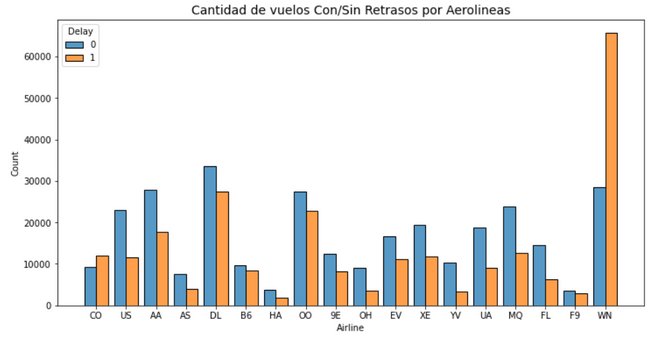 Cantidad de vuelos Con/Sin Retrasos por Aerolineas
Delay
0
1
60000
50000
40000
30000
20000
10000
0
Count
CO US AA AS DL B6 HA OO 9E OH EV XE YV UA MQ FL F9 WN
Airline